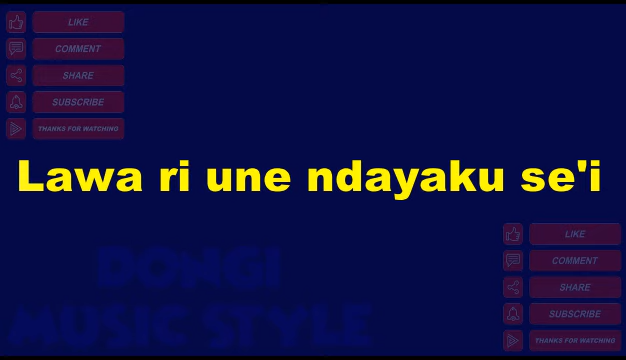 LIKE
COMMENT
SHARE
SUBSCRIBE
THANKS FOR WATCHING
Lawa ri une ndayaku se'i
DONGI
MUSIC STYLE
LIKE
COMMENT
SHARE
SUBSCRIBE
THANKS FOR WATCHING